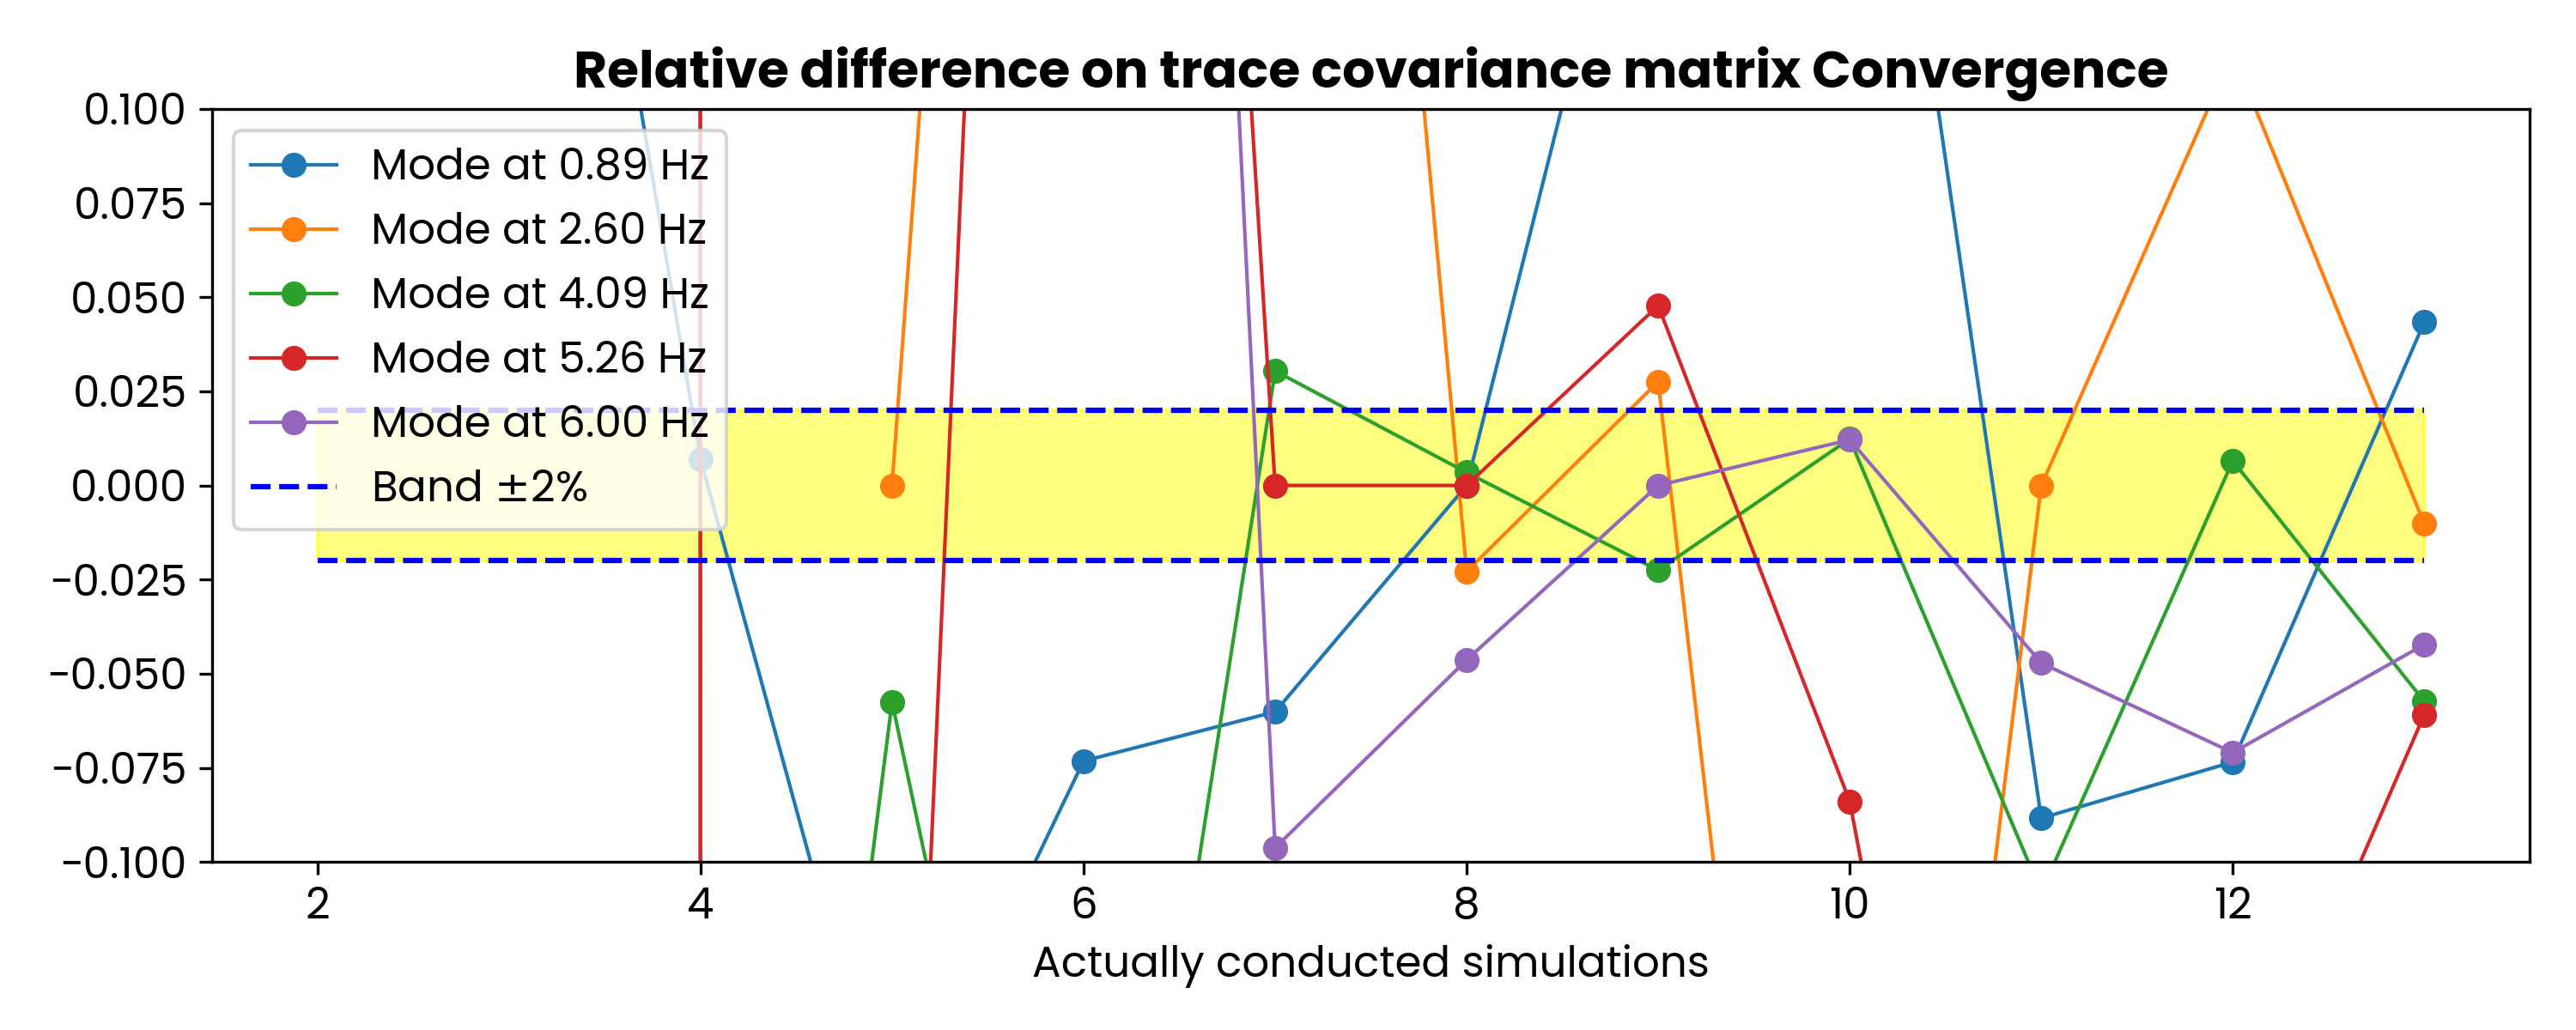 Relative difference on trace covariance matrix Convergence
0.100
0.075
0.050
0.025
0.000
−0.025
−0.050
−0.075
−0.100
Mode at 0.89 Hz
Mode at 2.60 Hz
Mode at 4.09 Hz
Mode at 5.26 Hz
Mode at 6.00 Hz
Band ±2%
2 4 6 8 10 12
Actually conducted simulations